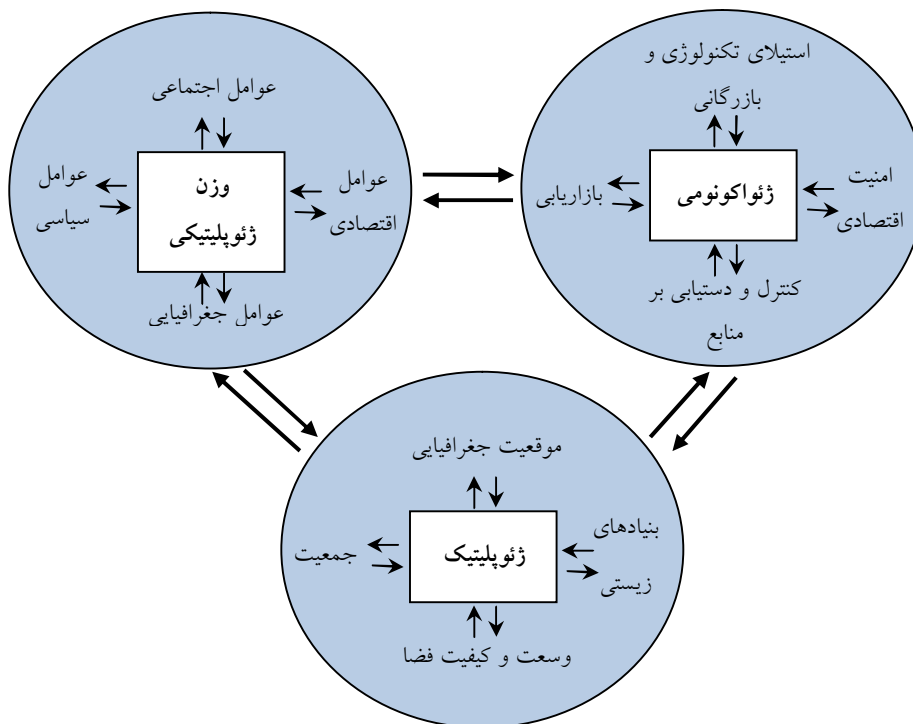 استیلای تکنولوژی و
بازرگانی
ژئواکونومی
امنیت
اقتصادی
بازاریابی
کنترل و دستیابی بر
منابع
عوامل اجتماعی
وزن
ژئوپلیتیکی
عوامل
اقتصادی
عوامل
سیاسی
عوامل جغرافیایی
موقعیت جغرافیایی
ژئوپلیتیک
بنیادهای
زیستی
جمعیت
وسعت و کیفیت فضا